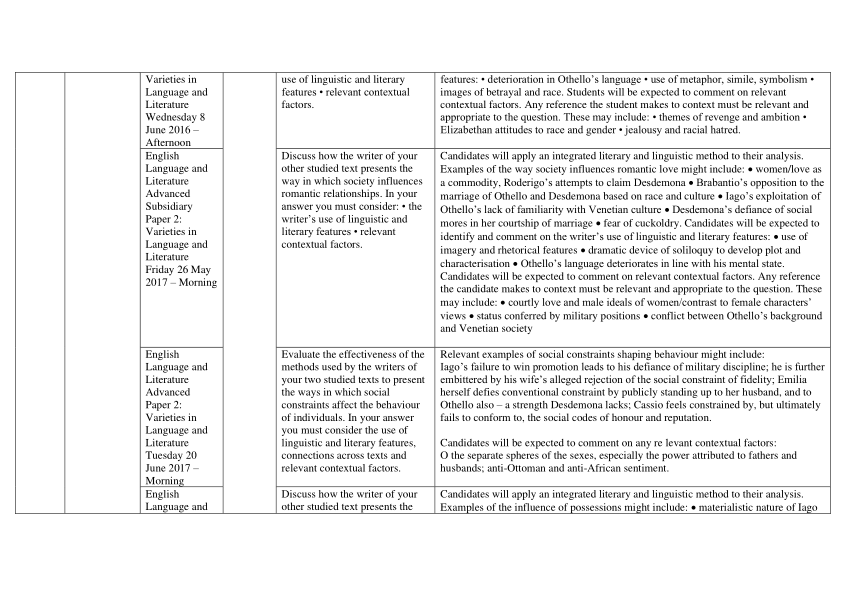 Varieties in
Language and
Literature
Wednesday 8
June 2016 –
Afternoon
use of linguistic and literary
features • relevant contextual
factors.
features: • deterioration in Othello’s language • use of metaphor, simile, symbolism •
images of betrayal and race. Students will be expected to comment on relevant
contextual factors. Any reference the student makes to context must be relevant and
appropriate to the question. These may include: • themes of revenge and ambition •
Elizabethan attitudes to race and gender • jealousy and racial hatred.
English
Language and
Literature
Advanced
Subsidiary
Paper 2:
Varieties in
Language and
Literature
Friday 26 May
2017 – Morning
Discuss how the writer of your
other studied text presents the
way in which society influences
romantic relationships. In your
answer you must consider: • the
writer’s use of linguistic and
literary features • relevant
contextual factors.
Candidates will apply an integrated literary and linguistic method to their analysis.
Examples of the way society influences romantic love might include: • women/love as
a commodity, Roderigo’s attempts to claim Desdemona • Brabantio’s opposition to the
marriage of Othello and Desdemona based on race and culture • Iago’s exploitation of
Othello’s lack of familiarity with Venetian culture • Desdemona’s defiance of social
mores in her courtship of marriage • fear of cuckoldry. Candidates will be expected to
identify and comment on the writer’s use of linguistic and literary features: • use of
imagery and rhetorical features • dramatic device of soliloquy to develop plot and
characterisation • Othello’s language deteriorates in line with his mental state.
Candidates will be expected to comment on relevant contextual factors. Any reference
the candidate makes to context must be relevant and appropriate to the question. These
may include: • courtly love and male ideals of women/contrast to female characters’
views • status conferred by military positions • conflict between Othello’s background
and Venetian society
English
Language and
Literature
Advanced
Paper 2:
Varieties in
Language and
Literature
Tuesday 20
June 2017 –
Morning
Evaluate the effectiveness of the
methods used by the writers of
your two studied texts to present
the ways in which social
constraints affect the behaviour
of individuals. In your answer
you must consider the use of
linguistic and literary features,
connections across texts and
relevant contextual factors.
Relevant examples of social constraints shaping behaviour might include:
Iago’s failure to win promotion leads to his defiance of military discipline; he is further
embittered by his wife’s alleged rejection of the social constraint of fidelity; Emilia
herself defies conventional constraint by publicly standing up to her husband, and to
Othello also – a strength Desdemona lacks; Cassio feels constrained by, but ultimately
fails to conform to, the social codes of honour and reputation.
Candidates will be expected to comment on any re levant contextual factors:
O the separate spheres of the sexes, especially the power attributed to fathers and
husbands; anti-Ottoman and anti-African sentiment.
English
Language and
Discuss how the writer of your
other studied text presents the
Candidates will apply an integrated literary and linguistic method to their analysis.
Examples of the influence of possessions might include: • materialistic nature of Iago